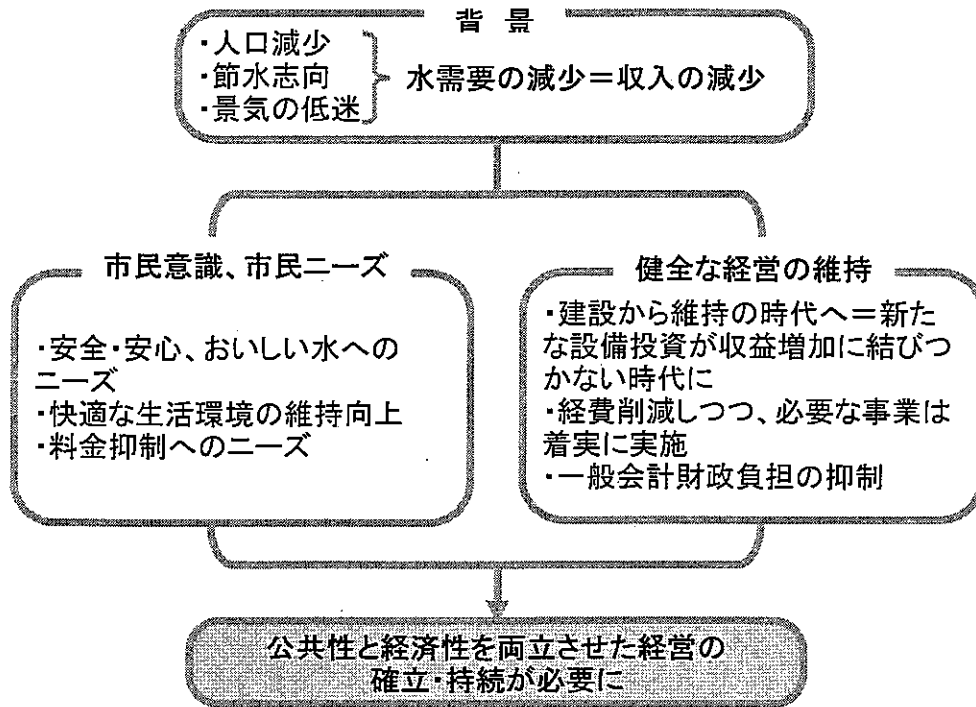 背 景
・人口減少
・節水志向
・景気の低迷
水需要の減少＝収入の減少
市民意識、市民ニーズ
・安全・安心、おいしい水への
ニーズ
・快適な生活環境の維持向上
・料金抑制へのニーズ
健全な経営の維持
・建設から維持の時代へ＝新た
な設備投資が収益増加に結びつ
かない時代に
・経費削減しつつ、必要な事業は
着実に実施
・一般会計財政負担の抑制
公共性と経済性を両立させた経営の
確立・持続が必要に